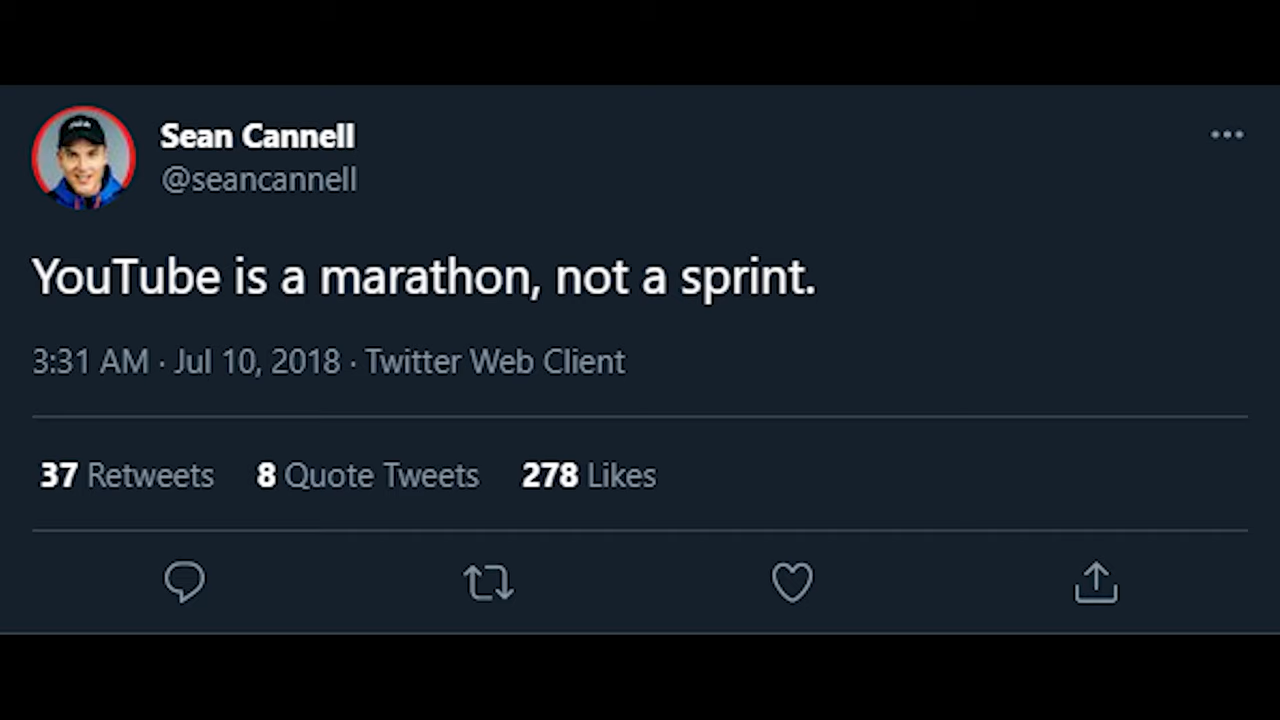 Sean Cannell
@seancannell
YouTube is a marathon, not a sprint.
3:31 AM · Jul 10, 2018 · Twitter Web Client
37 Retweets 8 Quote Tweets 278 Likes